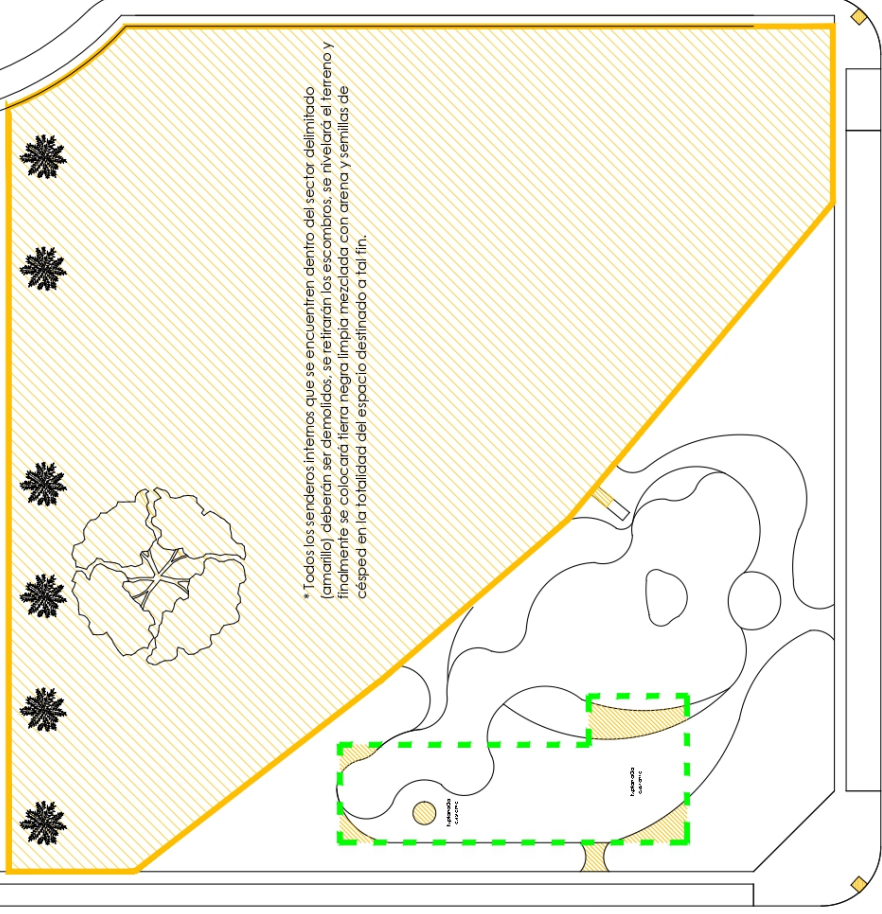 * Todos los senderos internos que se encuentren dentro del sector delimitado
(amarillo) deberán ser demolidos, se retirarán los escombros, se nivelará el terreno y
finalmente se colocará tierra negra limpia mezclada con arena y semillas de
césped en la totalidad del espacio destinado a tal fin.